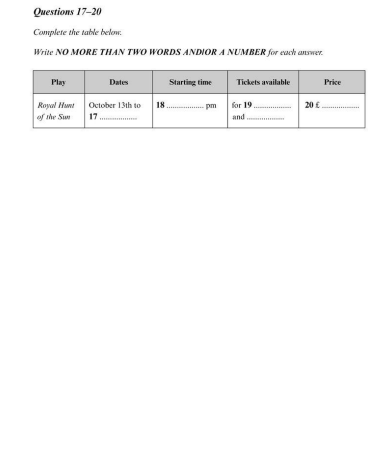 Questions 17–20
Complete the table below.
Write NO MORE THAN TWO WORDS ANDIOR A NUMBER for each answer.
Play Dates Starting time Tickets available Price
Royal Hunt October 13th to 18 .................. pm for 19 .................. 20 £ ..................
of the Sun 17 .................. and ..................